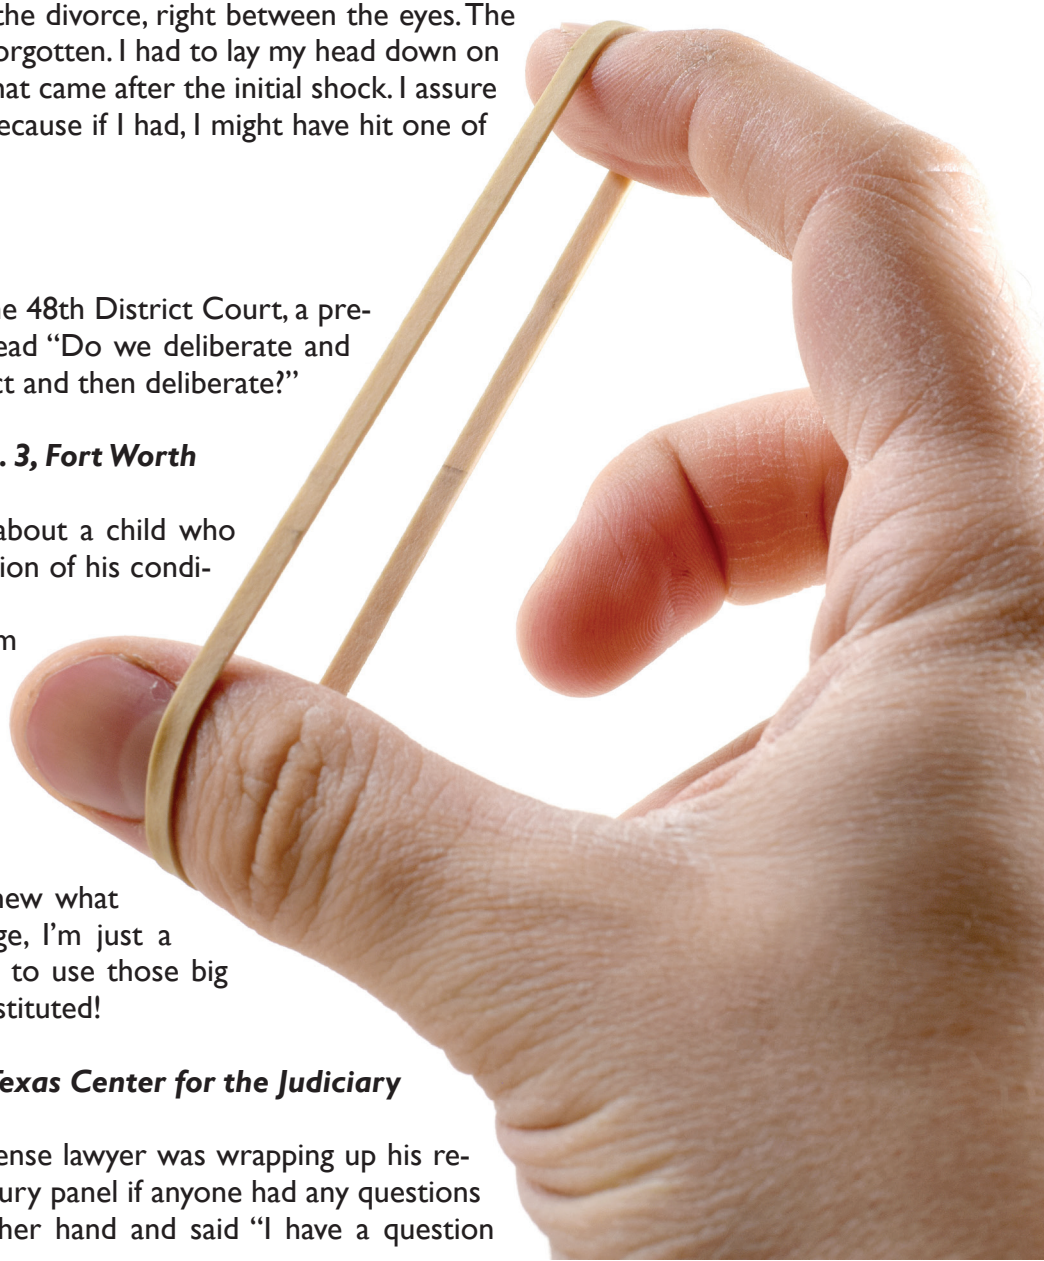 the divorce, right between the eyes. The
orgotten. I had to lay my head down on
hat came after the initial shock. I assure
ecause if I had, I might have hit one of
e 48th District Court, a pre-
ead “Do we deliberate and
ct and then deliberate?”
. 3, Fort Worth
about a child who
tion of his condi-
m
new what
ge, I’m just a
to use those big
stituted!
Texas Center for the Judiciary
ense lawyer was wrapping up his re-
ury panel if anyone had any questions
her hand and said “I have a question